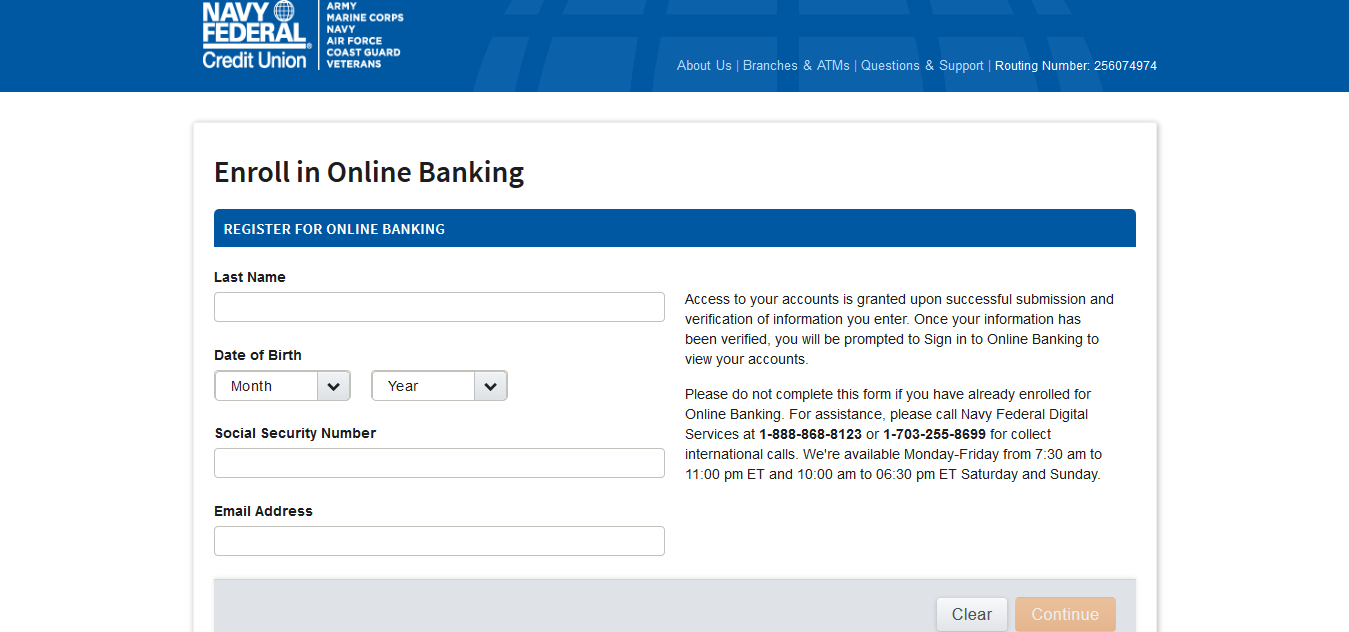 NAVY
FEDERAL
Credit Union
ARMY
MARINE CORPS
NAVY
AIR FORCE
COAST GUARD
VETERANS
About Us | Branches & ATMs | Questions & Support | Routing Number: 256074974
Enroll in Online Banking
REGISTER FOR ONLINE BANKING
Last Name
Date of Birth
Month Year
Social Security Number
Email Address
Access to your accounts is granted upon successful submission and
verification of information you enter. Once your information has
been verified, you will be prompted to Sign in to Online Banking to
view your accounts.
Please do not complete this form if you have already enrolled for
Online Banking. For assistance, please call Navy Federal Digital
Services at 1-888-868-8123 or 1-703-255-8699 for collect
international calls. We're available Monday-Friday from 7:30 am to
11:00 pm ET and 10:00 am to 06:30 pm ET Saturday and Sunday.
Clear Continue